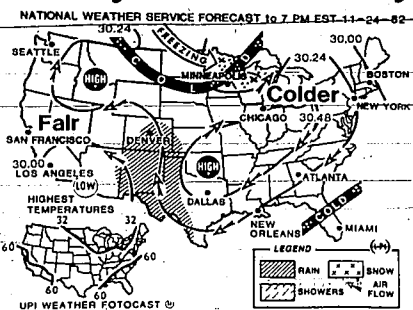 NATIONAL WEATHER SERVICE FORECAST to 7 PM EST 11-24-82
30.24
SEATTLE
FREEZING
COLD
30.00
30.24
BOSTON
HIGH
MINNEAPOLIS
Colder
NEW YORK
CHICAGO
30.48
Fair
DENVER
SAN FRANCISCO
30.00
LOS ANGELES
LOW
HIGH
ATLANTA
DALLAS
COLD
HIGHEST
TEMPERATURES
NEW
ORLEANS
MIAMI
32
32
60
60
60
60
LEGEND
RAIN
SNOW
SHOWERS
AIR
FLOW
UPI WEATHER FOTOCAST